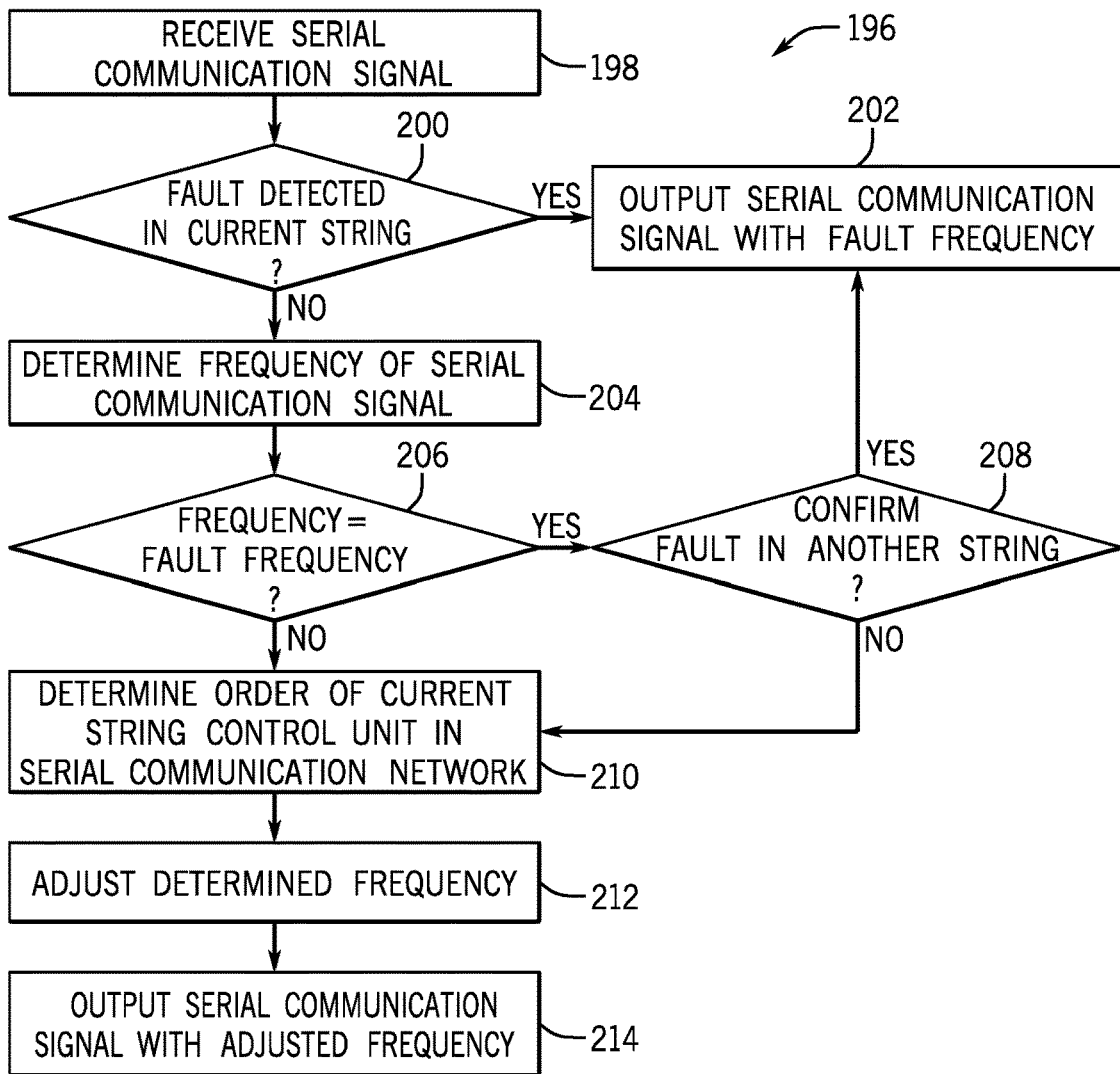 RECEIVE SERIAL
COMMUNICATION SIGNAL
198
196
200
FAULT DETECTED
IN CURRENT STRING
?
YES
NO
202
OUTPUT SERIAL COMMUNICATION
SIGNAL WITH FAULT FREQUENCY
DETERMINE FREQUENCY OF SERIAL
COMMUNICATION SIGNAL
204
206
FREQUENCY=
FAULT FREQUENCY
?
YES
NO
208
YES
CONFIRM
FAULT IN ANOTHER STRING
?
NO
DETERMINE ORDER OF CURRENT
STRING CONTROL UNIT IN
SERIAL COMMUNICATION NETWORK
210
ADJUST DETERMINED FREQUENCY
212
OUTPUT SERIAL COMMUNICATION
SIGNAL WITH ADJUSTED FREQUENCY
214